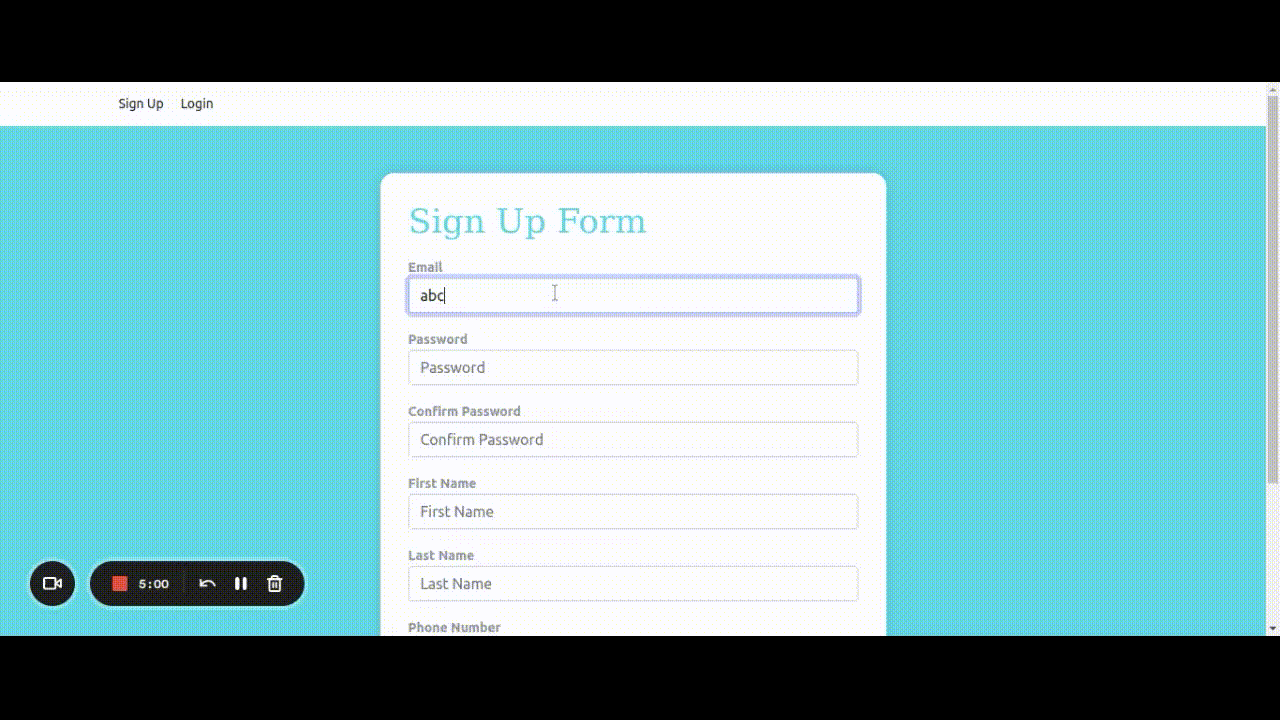 Sign Up Login
Sign Up Form
Email
abc
Password
Password
Confirm Password
Confirm Password
First Name
First Name
Last Name
Last Name
Phone Number
5:00